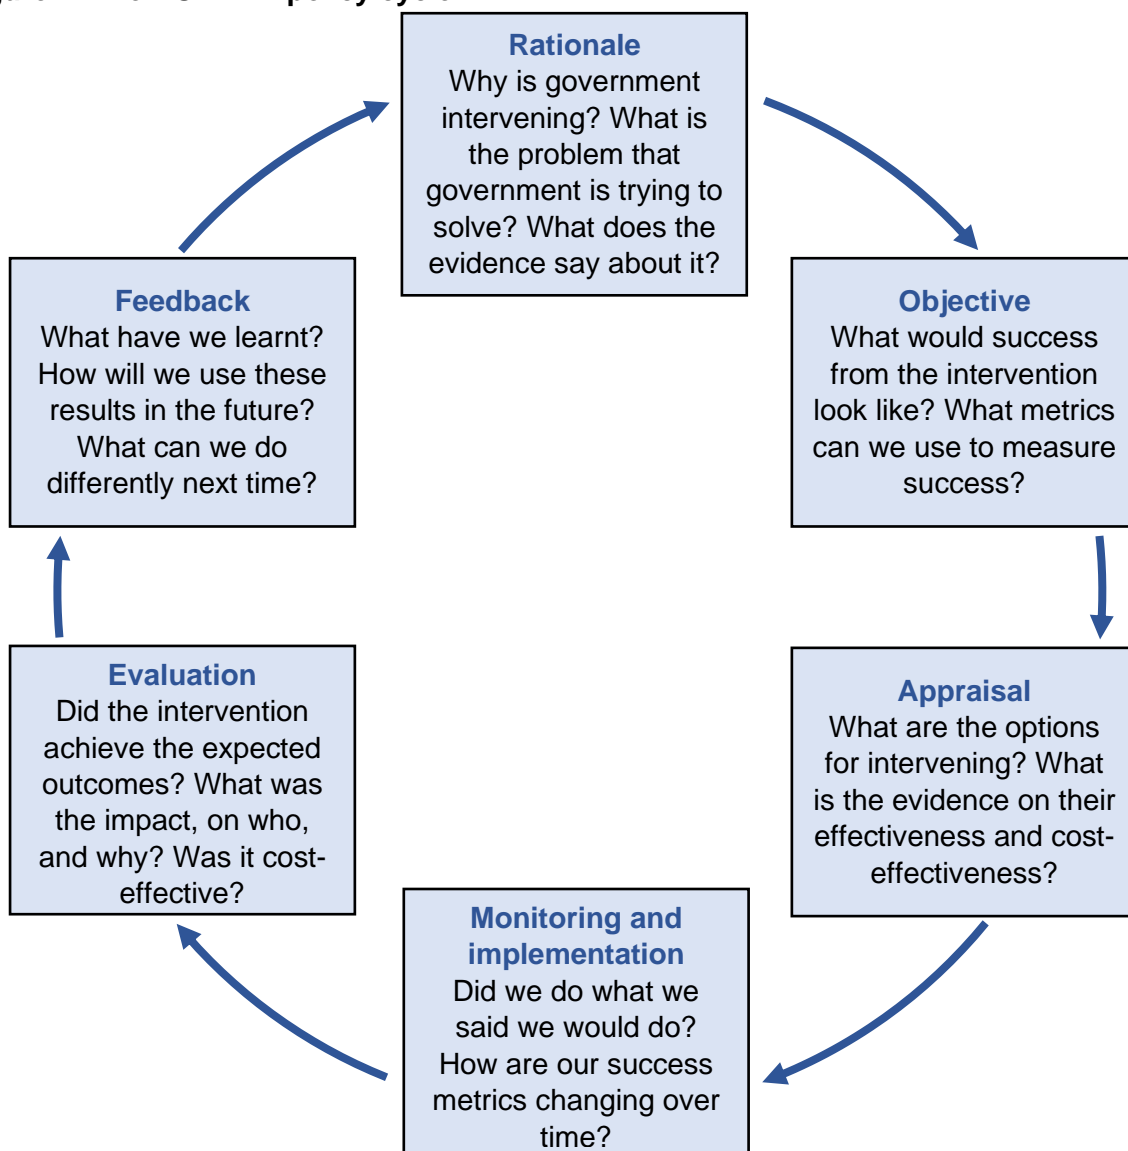 Rationale
Why is government
intervening? What is
the problem that
government is trying to
solve? What does the
evidence say about it?
Objective
What would success
from the intervention
look like? What metrics
can we use to measure
success?
Appraisal
What are the options
for intervening? What
is the evidence on their
effectiveness and cost-
effectiveness?
Monitoring and
implementation
Did we do what we
said we would do?
How are our success
metrics changing over
time?
Evaluation
Did the intervention
achieve the expected
outcomes? What was
the impact, on who,
and why? Was it cost-
effective?
Feedback
What have we learnt?
How will we use these
results in the future?
What can we do
differently next time?